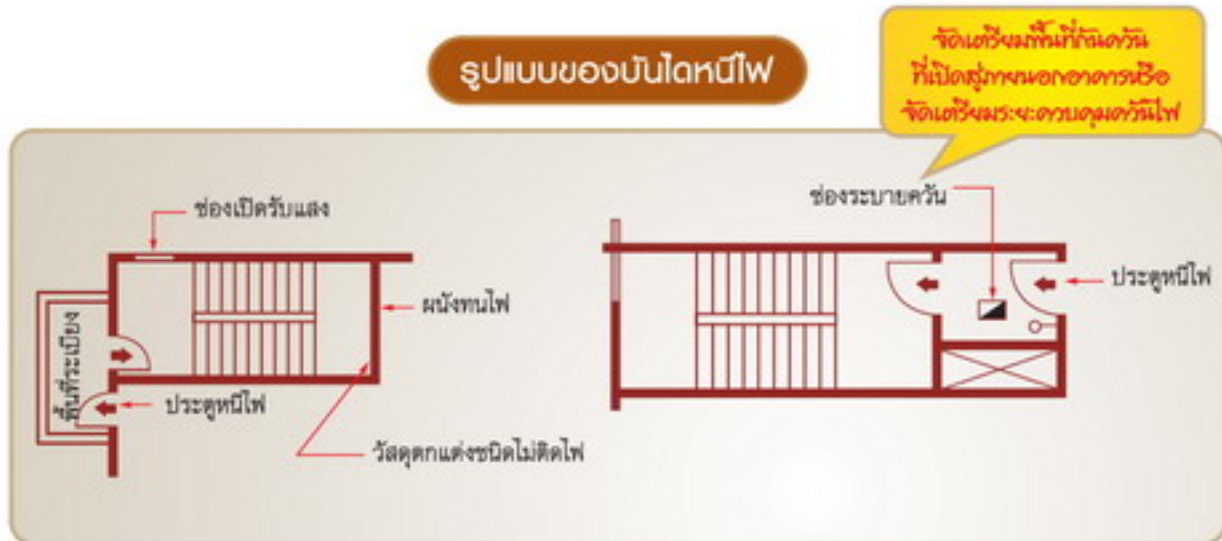 รูปแบบของบันไดหนีไฟ
จัดเตรียมพื้นที่กันควัน
ที่เปิดสู่ภายนอกอาคารหรือ
จัดเตรียมระยะควบคุมควันไฟ
ช่องเปิดรับแสง
ผนังทนไฟ
พื้นที่ระเบียง
ประตูหนีไฟ
วัสดุตกแต่งชนิดไม่ติดไฟ
ช่องระบายควัน
ประตูหนีไฟ